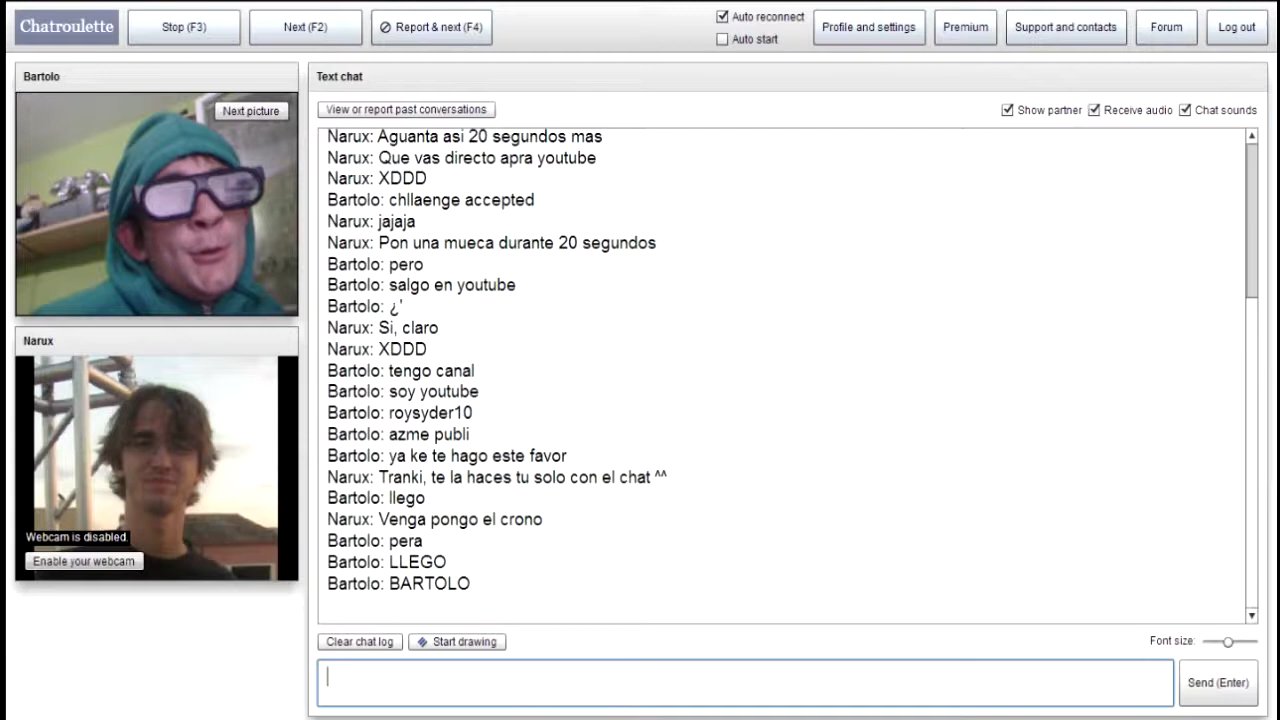 Chatroulette
Stop (F3)
Next (F2)
Report & next (F4)
Auto reconnect
Auto start
Profile and settings
Premium
Support and contacts
Forum
Log out
Bartolo
Next picture
Narux
Webcam is disabled.
Enable your webcam
Text chat
View or report past conversations
Show partner
Receive audio
Chat sounds
Narux: Aguanta asi 20 segundos mas
Narux: Que vas directo apra youtube
Narux: XDDD
Bartolo: chllaenge accepted
Narux: jajaja
Narux: Pon una mueca durante 20 segundos
Bartolo: pero
Bartolo: salgo en youtube
Bartolo: ¿'
Narux: Si, claro
Narux: XDDD
Bartolo: tengo canal
Bartolo: soy youtube
Bartolo: roysyder10
Bartolo: azme publi
Bartolo: ya ke te hago este favor
Narux: Tranki, te la haces tu solo con el chat ^^
Bartolo: llego
Narux: Venga pongo el crono
Bartolo: pera
Bartolo: LLEGO
Bartolo: BARTOLO
Clear chat log
Start drawing
Font size:
Send (Enter)